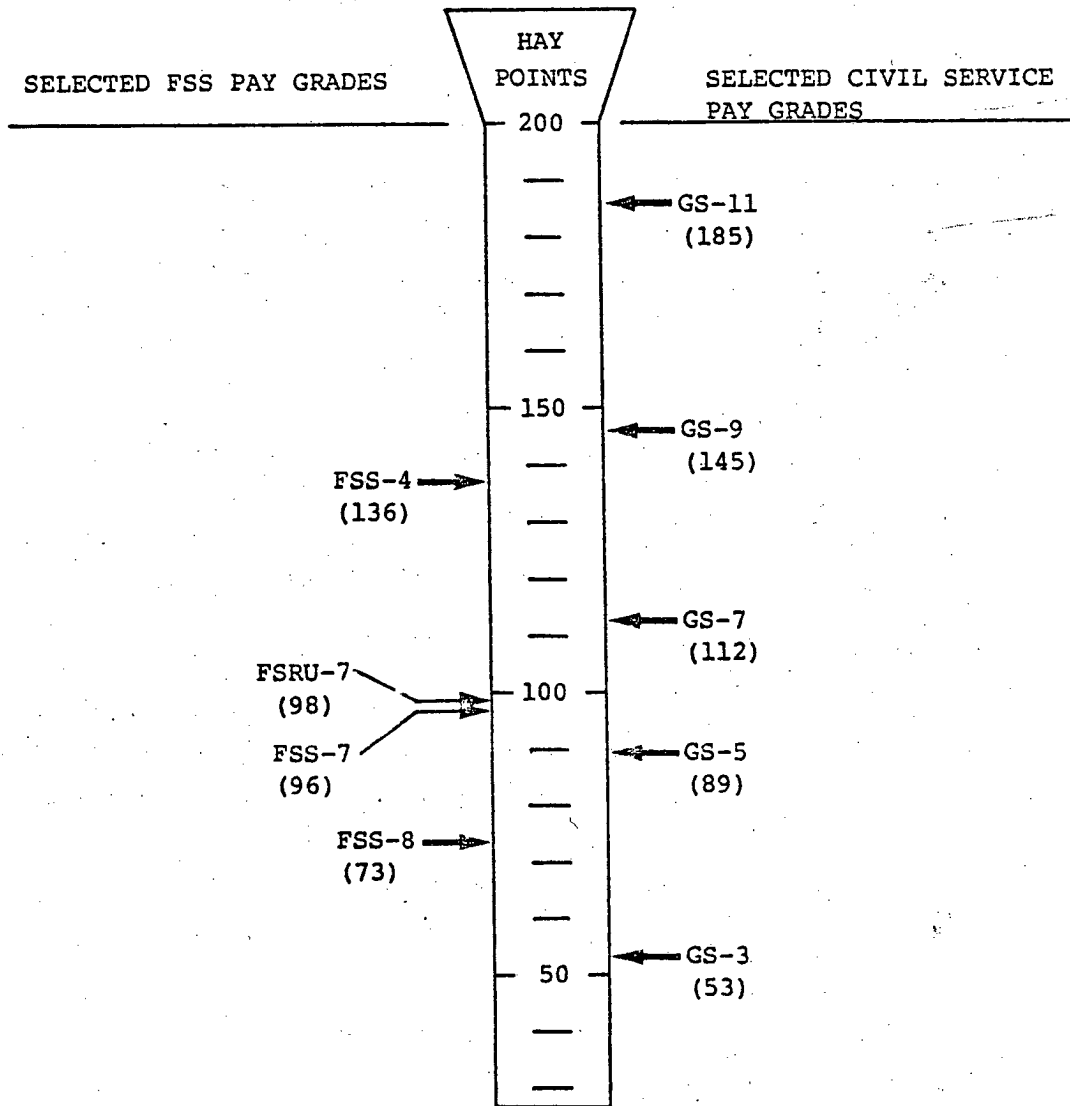 HAY
POINTS
SELECTED FSS PAY GRADES
SELECTED CIVIL SERVICE
PAY GRADES
200
GS-11
(185)
150
GS-9
(145)
FSS-4
(136)
GS-7
(112)
FSRU-7
(98)
100
FSS-7
(96)
GS-5
(89)
FSS-8
(73)
GS-3
(53)
50